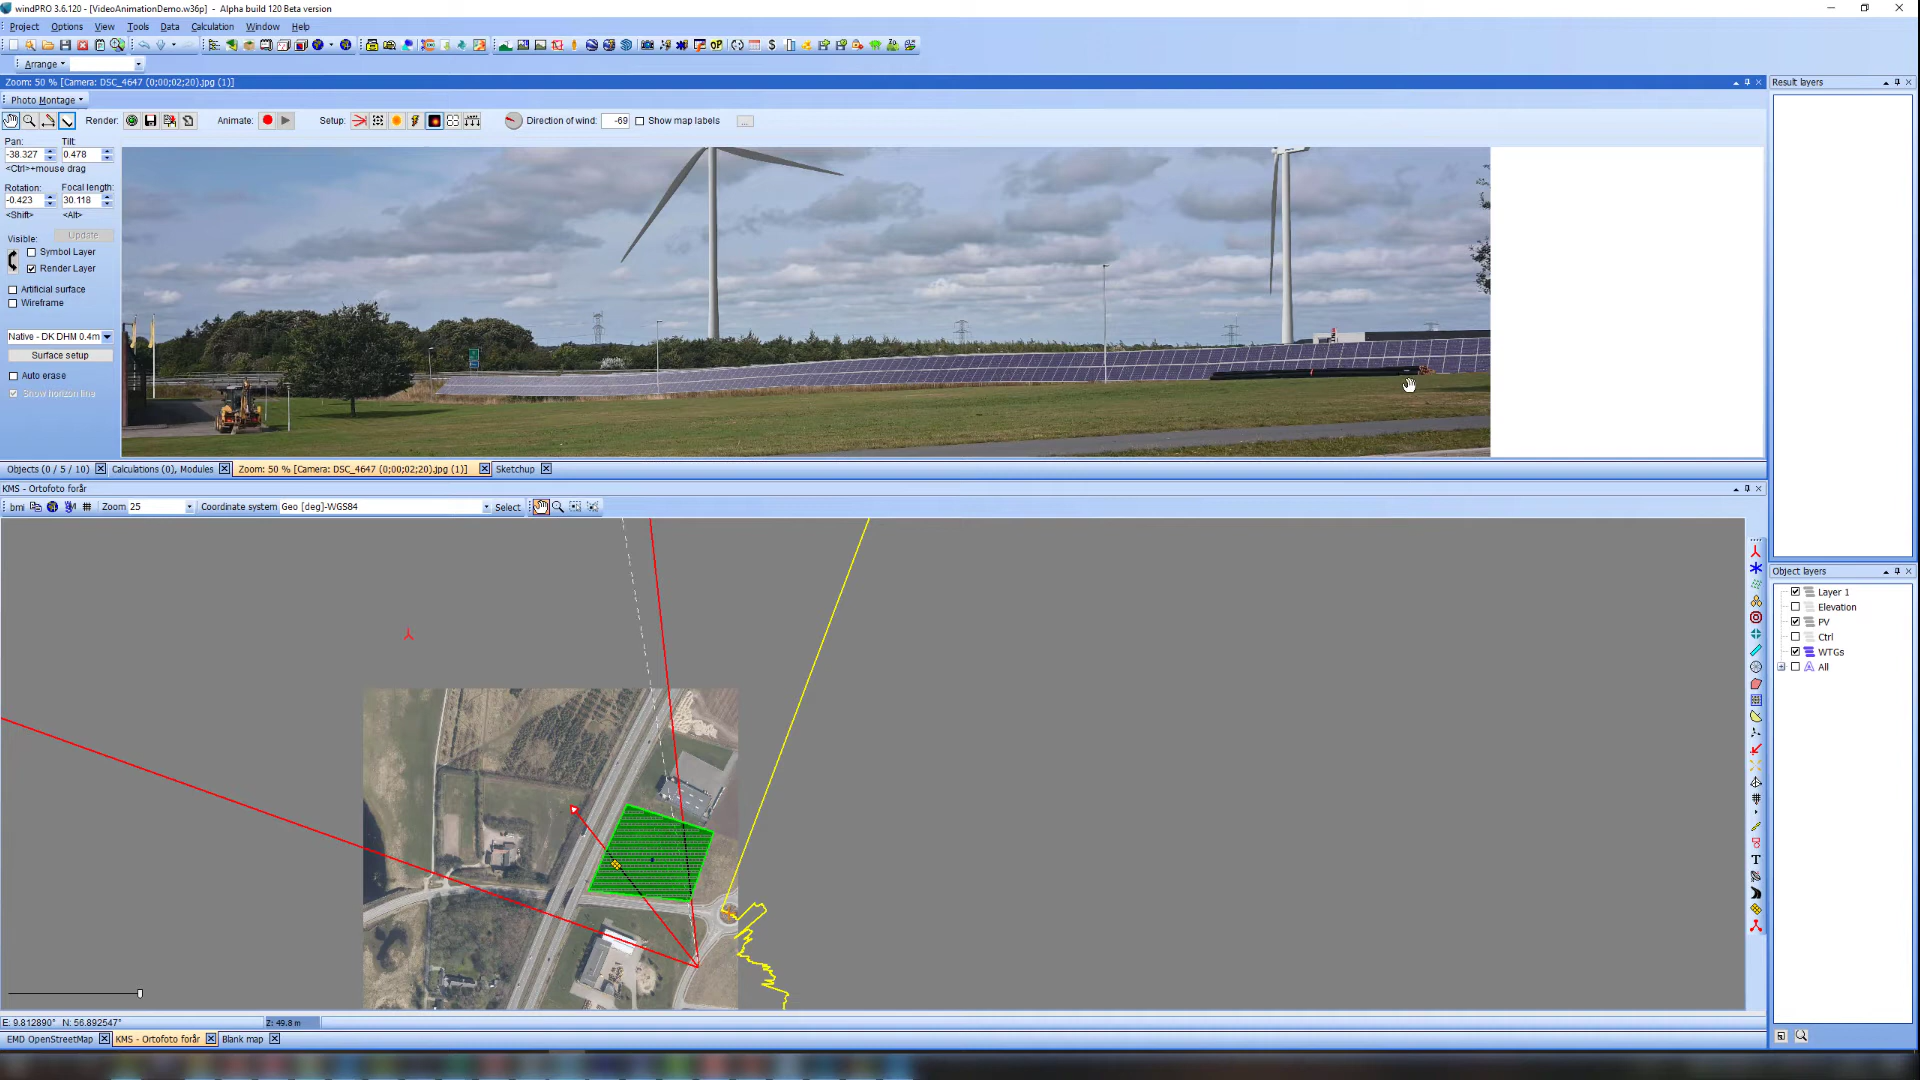 windPRO 3.6.120 - [VideoAnimationDemo.w36p] - Alpha build 120 Beta version
Project Options View Tools Data Calculation Window Help
Arrange
Zoom: 50 % [Camera: DSC_4647 (0;00;02;20).jpg (1)]
Result layers
Photo Montage
Render: Animate: Setup: Direction of wind: -69 Show map labels ...
Pan: Tilt:
-38.327 0.478
<Ctrl>+mouse drag
Rotation: Focal length:
-0.423 30.118
<Shift> <Alt>
Visible: Update
Symbol Layer
Render Layer
Artificial surface
Wireframe
Native - DK DHM 0.4m
Surface setup
Auto erase
Show horizon line
Objects (0 / 5 / 10) Calculations (0), Modules Zoom: 50 % [Camera: DSC_4647 (0;00;02;20).jpg (1)] Sketchup
KMS - Ortofoto forår
bmi Zoom 25 Coordinate system Geo [deg]-WGS84 Select
Object layers
Layer 1
Elevation
PV
Ctrl
WTGs
All
E: 9.812890° N: 56.892547° Z: 49.8 m
EMD OpenStreetMap KMS - Ortofoto forår Blank map